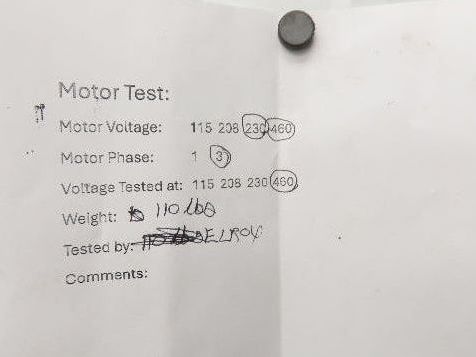 Motor Test:
Motor Voltage: 115 208 230 460
Motor Phase: 1 3
Voltage Tested at: 115 208 230 460
Weight: 110 lbs
Tested by: DELROY
Comments: